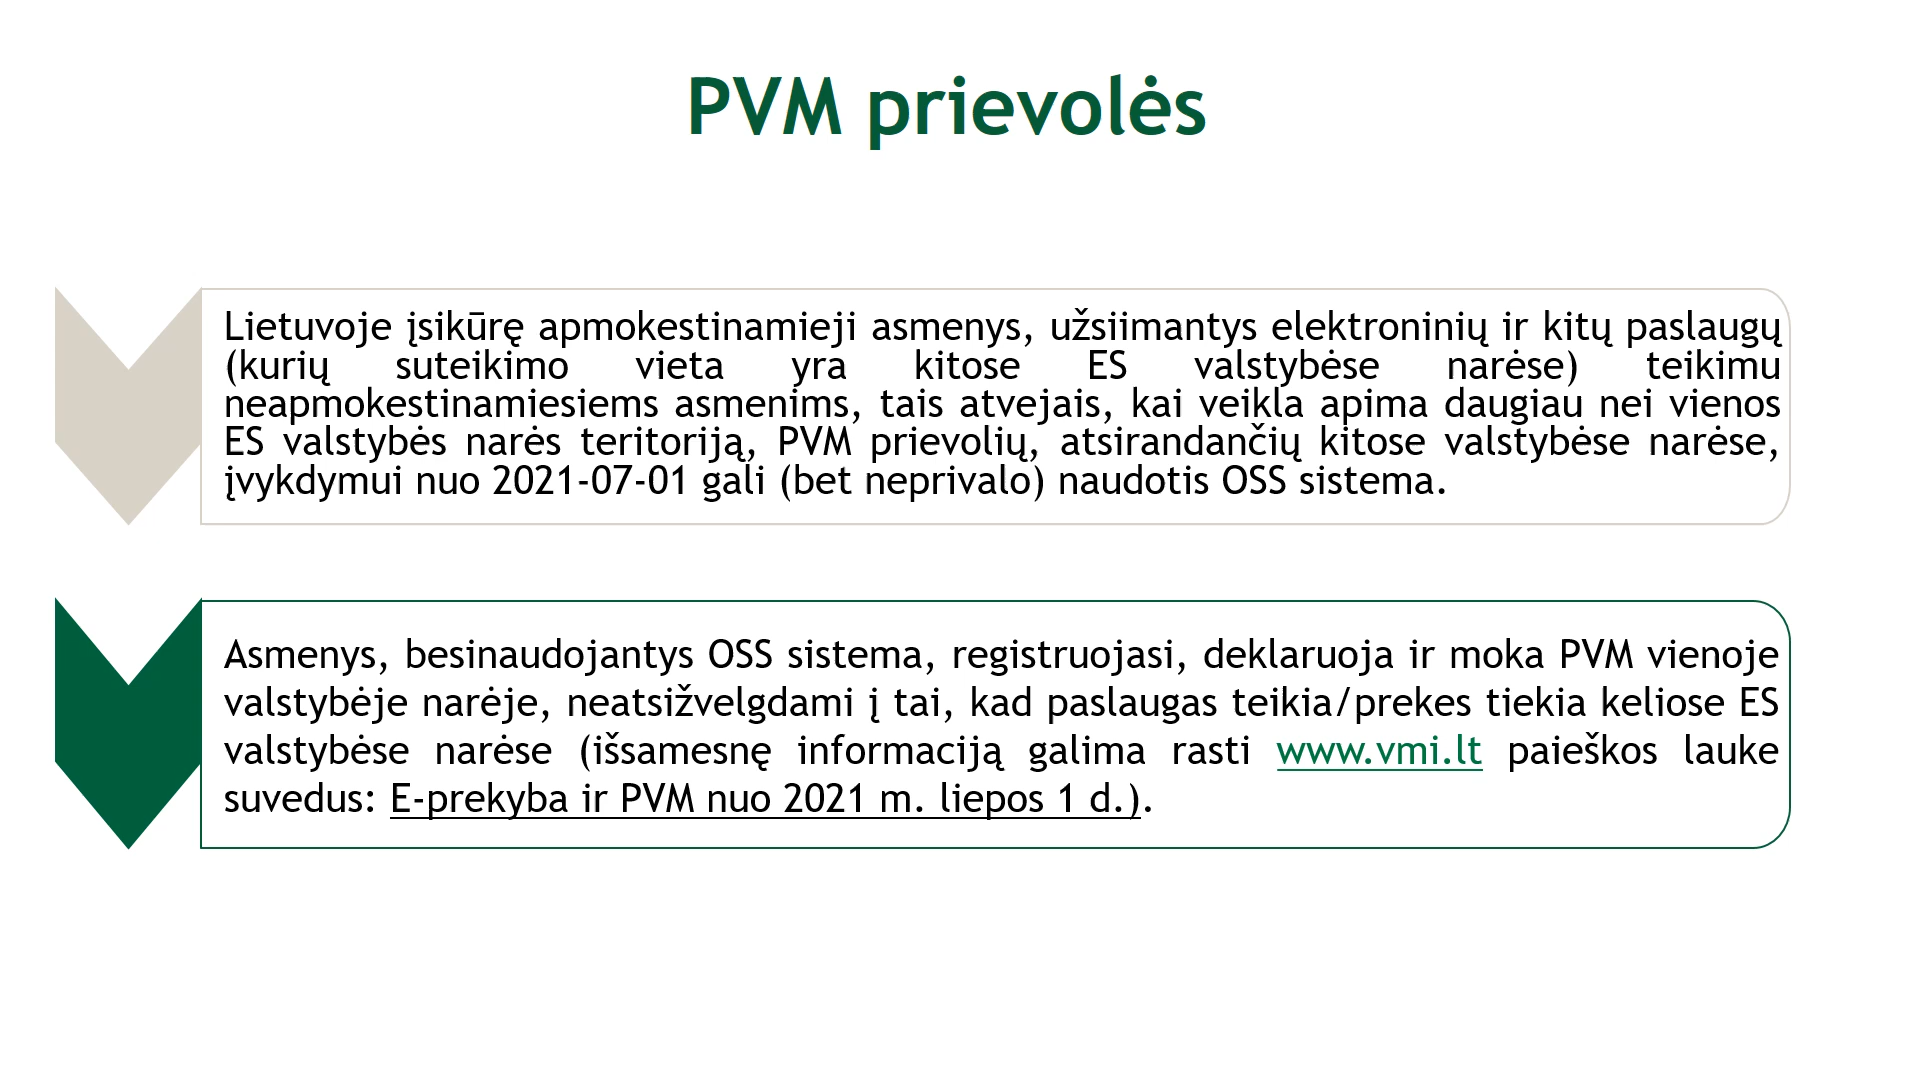 PVM prievolės
Lietuvoje įsikūrę apmokestinamieji asmenys, užsiimantys elektroninių ir kitų paslaugų
(kurių suteikimo vieta yra kitose ES valstybėse narėse) teikimu
neapmokestinamiesiems asmenims, tais atvejais, kai veikla apima daugiau nei vienos
ES valstybės narės teritoriją, PVM prievolių, atsirandančių kitose valstybėse narėse,
įvykdymui nuo 2021-07-01 gali (bet neprivalo) naudotis OSS sistema.
Asmenys, besinaudojantys OSS sistema, registruojasi, deklaruoja ir moka PVM vienoje
valstybėje narėje, neatsižvelgdami į tai, kad paslaugas teikia/prekes tiekia keliose ES
valstybėse narėse (išsamesnę informaciją galima rasti www.vmi.lt paieškos lauke
suvedus: E-prekyba ir PVM nuo 2021 m. liepos 1 d.).